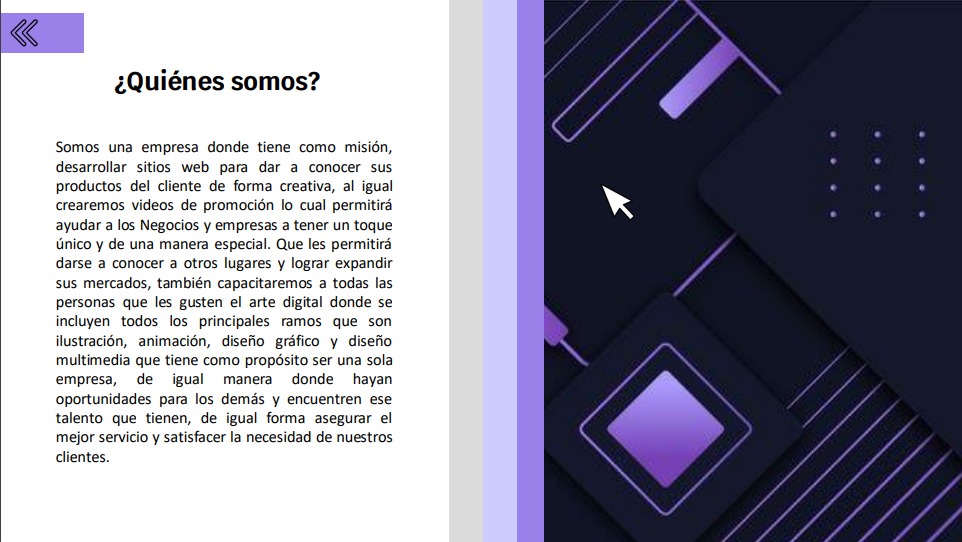 ¿Quiénes somos?
Somos una empresa donde tiene como misión,
desarrollar sitios web para dar a conocer sus
productos del cliente de forma creativa, al igual
crearemos videos de promoción lo cual permitirá
ayudar a los Negocios y empresas a tener un toque
único y de una manera especial. Que les permitirá
darse a conocer a otros lugares y lograr expandir
sus mercados, también capacitaremos a todas las
personas que les gusten el arte digital donde se
incluyen todos los principales ramos que son
ilustración, animación, diseño gráfico y diseño
multimedia que tiene como propósito ser una sola
empresa, de igual manera donde hayan
oportunidades para los demás y encuentren ese
talento que tienen, de igual forma asegurar el
mejor servicio y satisfacer la necesidad de nuestros
clientes.